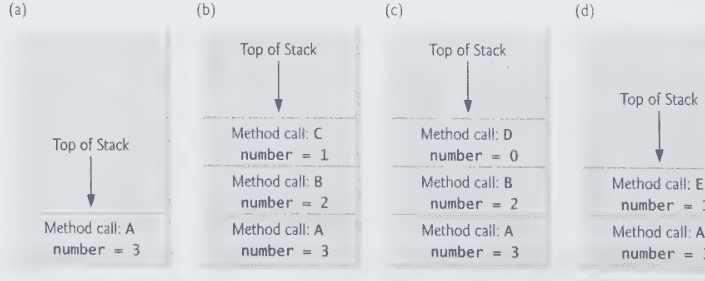 (a)
Top of Stack
Method call: A
number = 3
(b)
Top of Stack
Method call: C
number = 1
Method call: B
number = 2
Method call: A
number = 3
(c)
Top of Stack
Method call: D
number = 0
Method call: B
number = 2
Method call: A
number = 3
(d)
Top of Stack
Method call: E
number =
Method call: A
number =